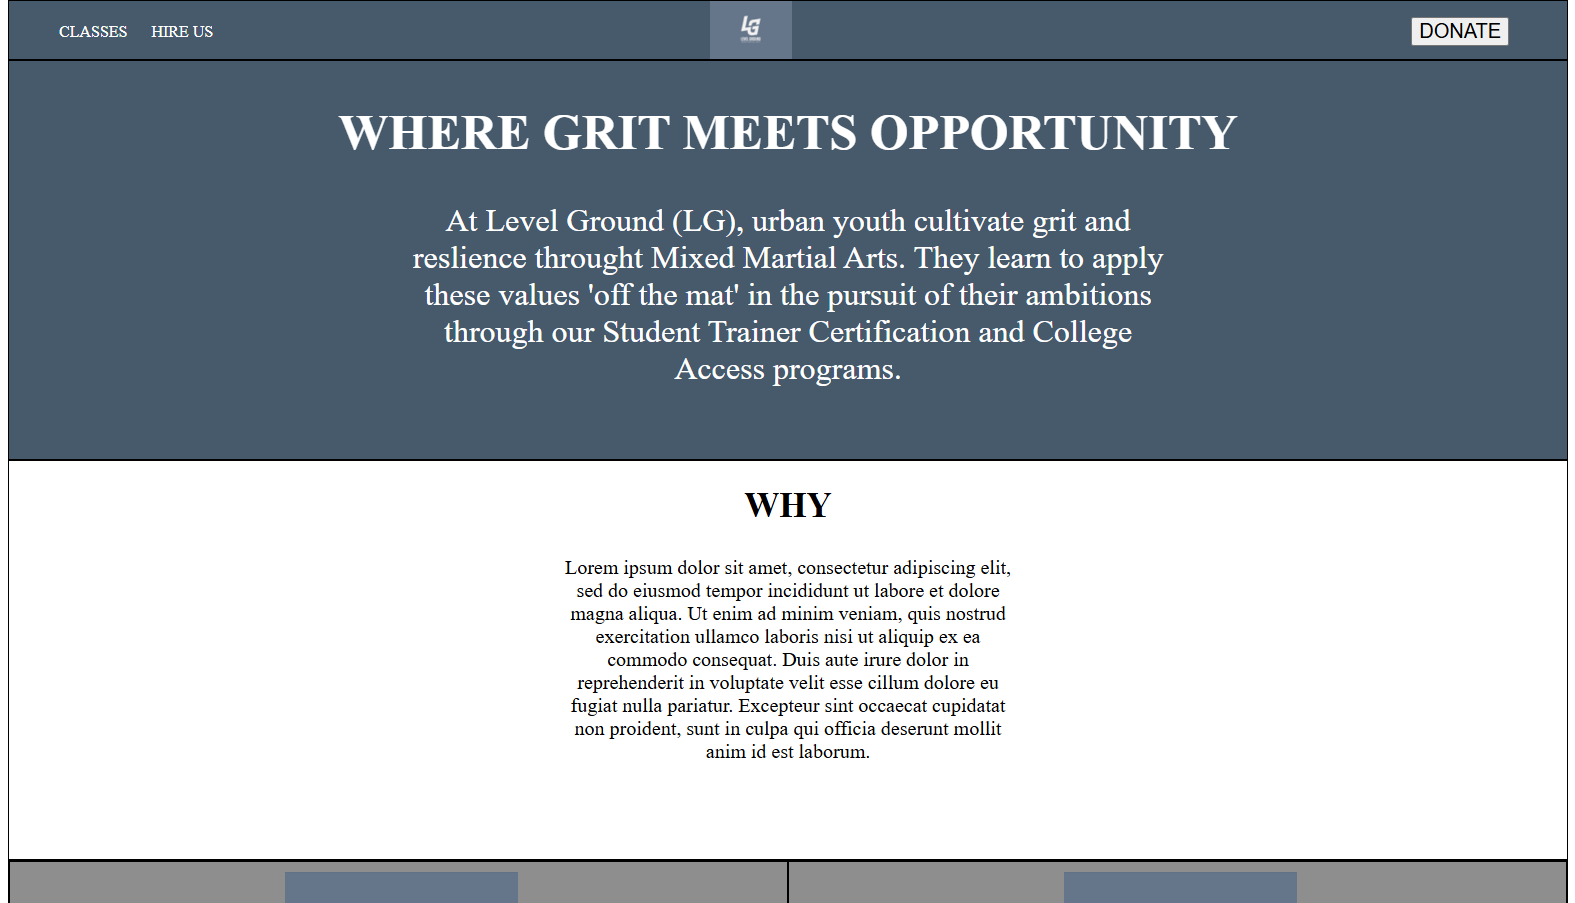 CLASSES HIRE US LG DONATE
WHERE GRIT MEETS OPPORTUNITY
At Level Ground (LG), urban youth cultivate grit and
reslience throught Mixed Martial Arts. They learn to apply
these values 'off the mat' in the pursuit of their ambitions
through our Student Trainer Certification and College
Access programs.
WHY
Lorem ipsum dolor sit amet, consectetur adipiscing elit,
sed do eiusmod tempor incididunt ut labore et dolore
magna aliqua. Ut enim ad minim veniam, quis nostrud
exercitation ullamco laboris nisi ut aliquip ex ea
commodo consequat. Duis aute irure dolor in
reprehenderit in voluptate velit esse cillum dolore eu
fugiat nulla pariatur. Excepteur sint occaecat cupidatat
non proident, sunt in culpa qui officia deserunt mollit
anim id est laborum.